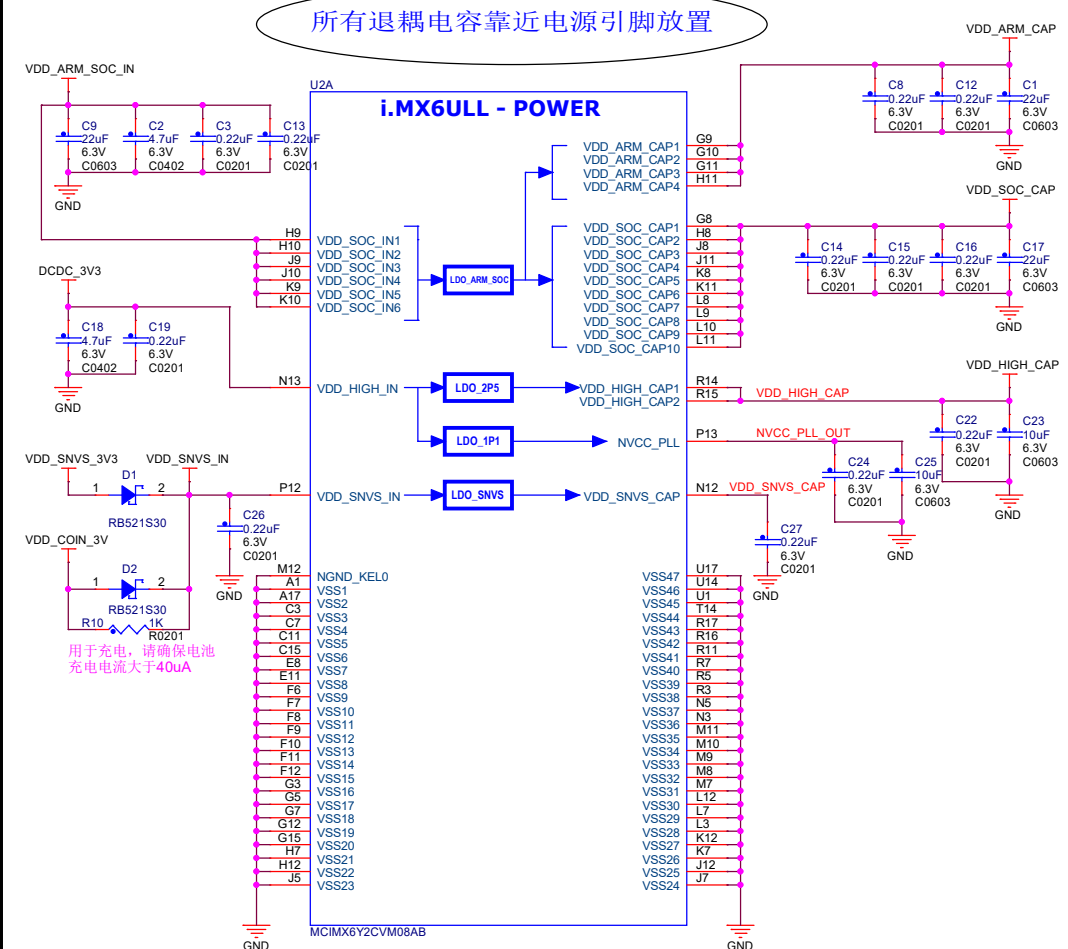 所有退耦电容靠近电源引脚放置
VDD_ARM_CAP
C8
0.22uF
6.3V
C0201
C12
0.22uF
6.3V
C0201
C1
22uF
6.3V
C0603
GND
VDD_ARM_SOC_IN
C9
22uF
6.3V
C0603
C2
4.7uF
6.3V
C0402
C3
0.22uF
6.3V
C0201
C13
0.22uF
6.3V
C0201
GND
U2A
i.MX6ULL - POWER
VDD_ARM_CAP1 G9
VDD_ARM_CAP2 G10
VDD_ARM_CAP3 G11
VDD_ARM_CAP4 H11
VDD_SOC_CAP
C14
0.22uF
6.3V
C0201
C15
0.22uF
6.3V
C0201
C16
0.22uF
6.3V
C0201
C17
22uF
6.3V
C0603
GND
H9 VDD_SOC_IN1
H10 VDD_SOC_IN2
J9 VDD_SOC_IN3
J10 VDD_SOC_IN4
K9 VDD_SOC_IN5
K10 VDD_SOC_IN6
LDO_ARM_SOC
VDD_SOC_CAP1 G8
VDD_SOC_CAP2 H8
VDD_SOC_CAP3 J8
VDD_SOC_CAP4 J11
VDD_SOC_CAP5 K8
VDD_SOC_CAP6 K11
VDD_SOC_CAP7 L8
VDD_SOC_CAP8 L9
VDD_SOC_CAP9 L10
VDD_SOC_CAP10 L11
DCDC_3V3
C18
4.7uF
6.3V
C0402
C19
0.22uF
6.3V
C0201
GND
N13 VDD_HIGH_IN
LDO_2P5
VDD_HIGH_CAP1 R14
VDD_HIGH_CAP2 R15
VDD_HIGH_CAP
VDD_HIGH_CAP
C22
0.22uF
6.3V
C0201
C23
10uF
6.3V
C0603
GND
LDO_1P1
NVCC_PLL P13
NVCC_PLL_OUT
C24
0.22uF
6.3V
C0201
C25
10uF
6.3V
C0603
GND
VDD_SNVS_3V3
VDD_SNVS_IN
D1
1 2
RB521S30
P12 VDD_SNVS_IN
LDO_SNVS
VDD_SNVS_CAP N12
VDD_SNVS_CAP
C26
0.22uF
6.3V
C0201
GND
C27
0.22uF
6.3V
C0201
GND
VDD_COIN_3V
D2
1 2
RB521S30
R10 1K
R0201
用于充电，请确保电池
充电电流大于40uA
M12 NGND_KEL0
A1 VSS1
A17 VSS2
C3 VSS3
C7 VSS4
C11 VSS5
C15 VSS6
E8 VSS7
E11 VSS8
F6 VSS9
F7 VSS10
F8 VSS11
F9 VSS12
F10 VSS13
F11 VSS14
F12 VSS15
G3 VSS16
G5 VSS17
G7 VSS18
G12 VSS19
G15 VSS20
H7 VSS21
H12 VSS22
J5 VSS23
GND
VSS47 U17
VSS46 U14
VSS45 U1
VSS44 T14
VSS43 R17
VSS42 R16
VSS41 R11
VSS40 R7
VSS39 R5
VSS38 R3
VSS37 N5
VSS36 N3
VSS35 M11
VSS34 M10
VSS33 M9
VSS32 M8
VSS31 M7
VSS30 L12
VSS29 L7
VSS28 L3
VSS27 K12
VSS26 K7
VSS25 J12
VSS24 J7
GND
MCIMX6Y2CVM08AB